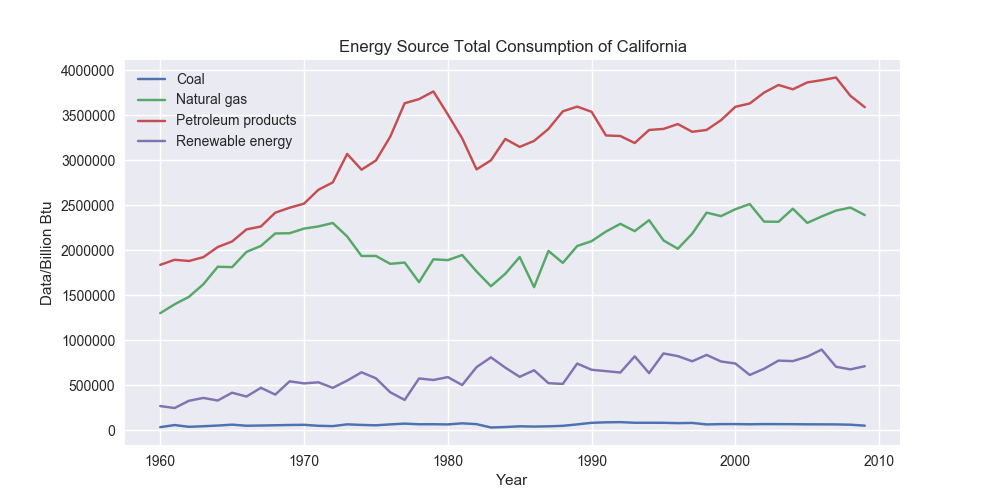 Energy Source Total Consumption of California
Coal
Natural gas
Petroleum products
Renewable energy
4000000
3500000
3000000
2500000
2000000
1500000
1000000
500000
0
Data/Billion Btu
1960 1970 1980 1990 2000 2010
Year